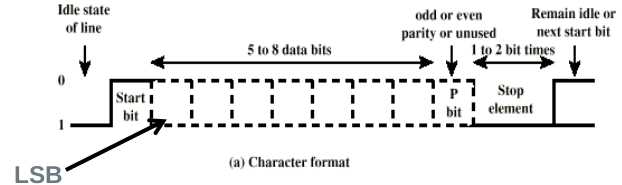 Idle state
of line
odd or even
parity or unused
Remain idle or
next start bit
5 to 8 data bits
1 to 2 bit times
0
1
Start
bit
P
bit
Stop
element
LSB
(a) Character format